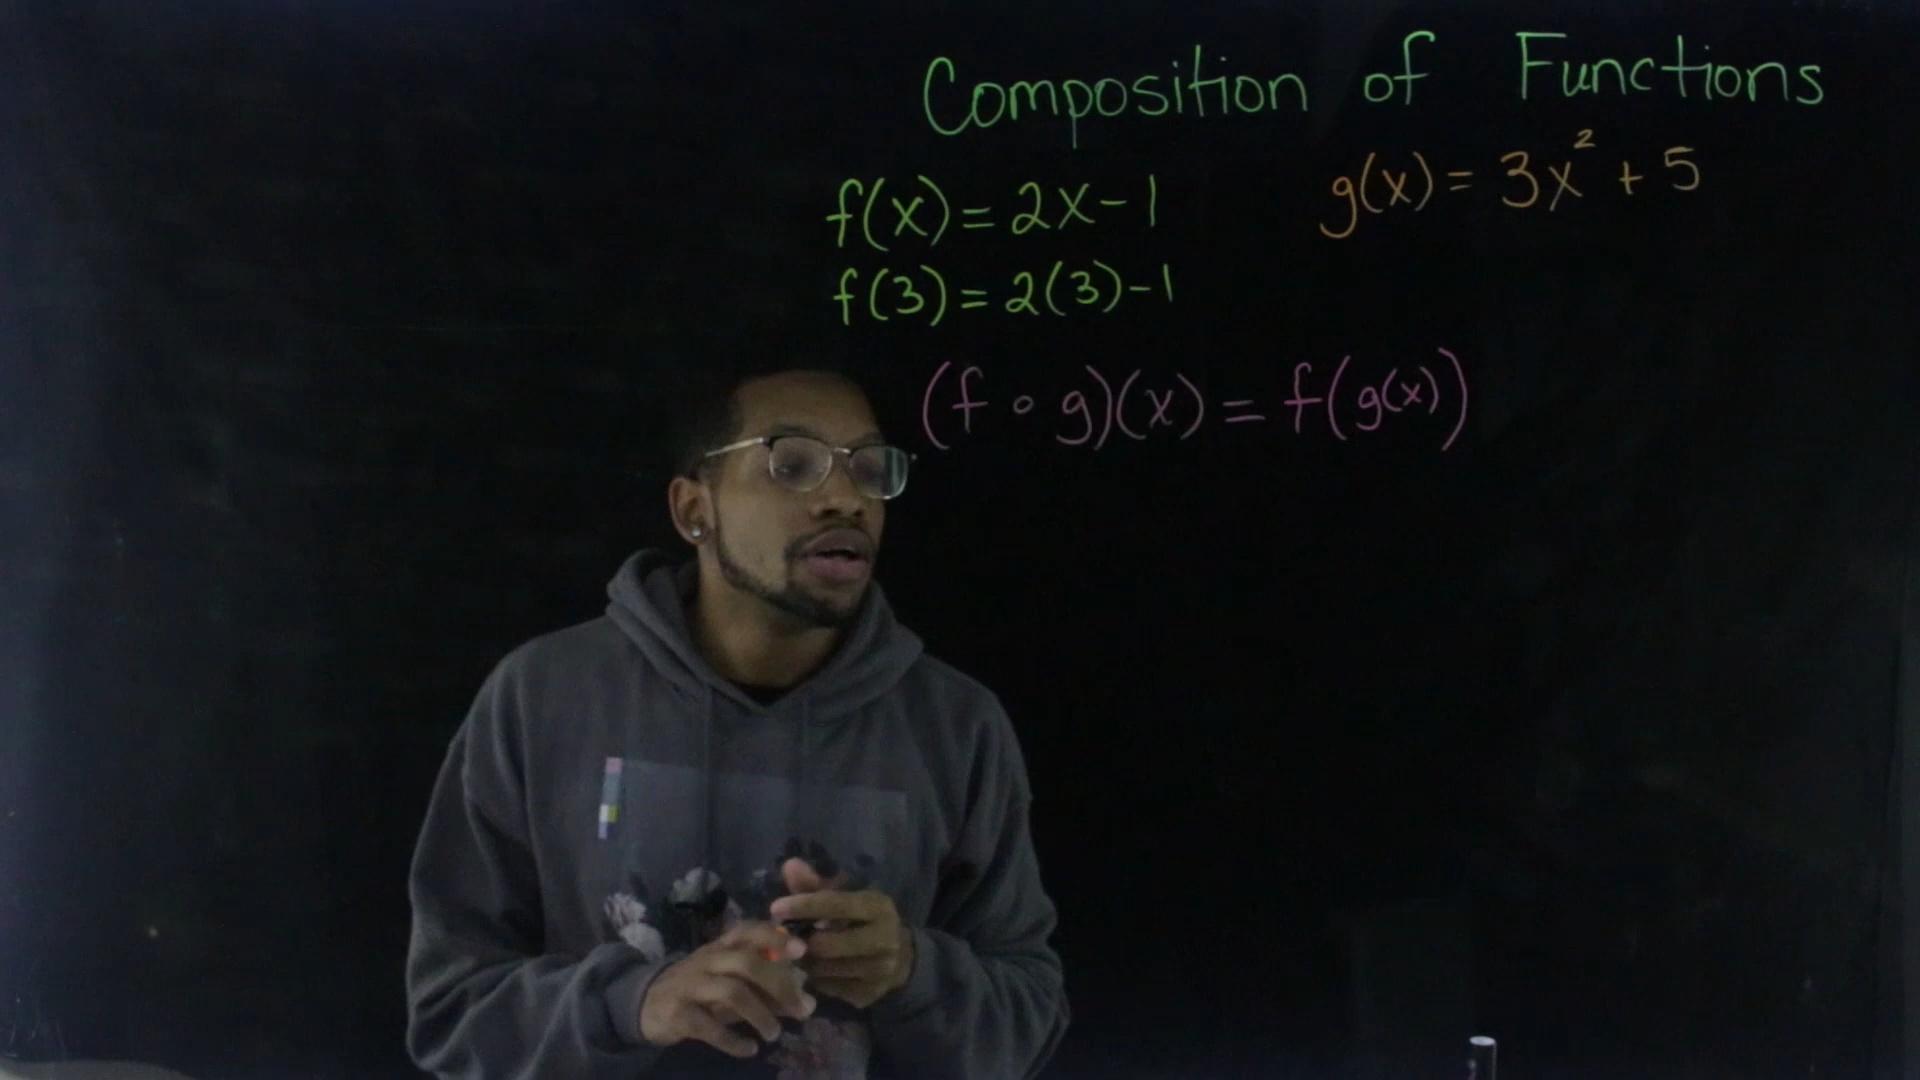 Composition of Functions
f(x) = 2x - 1
g(x) = 3x² + 5
f(3) = 2(3) - 1
(f ∘ g)(x) = f(g(x))